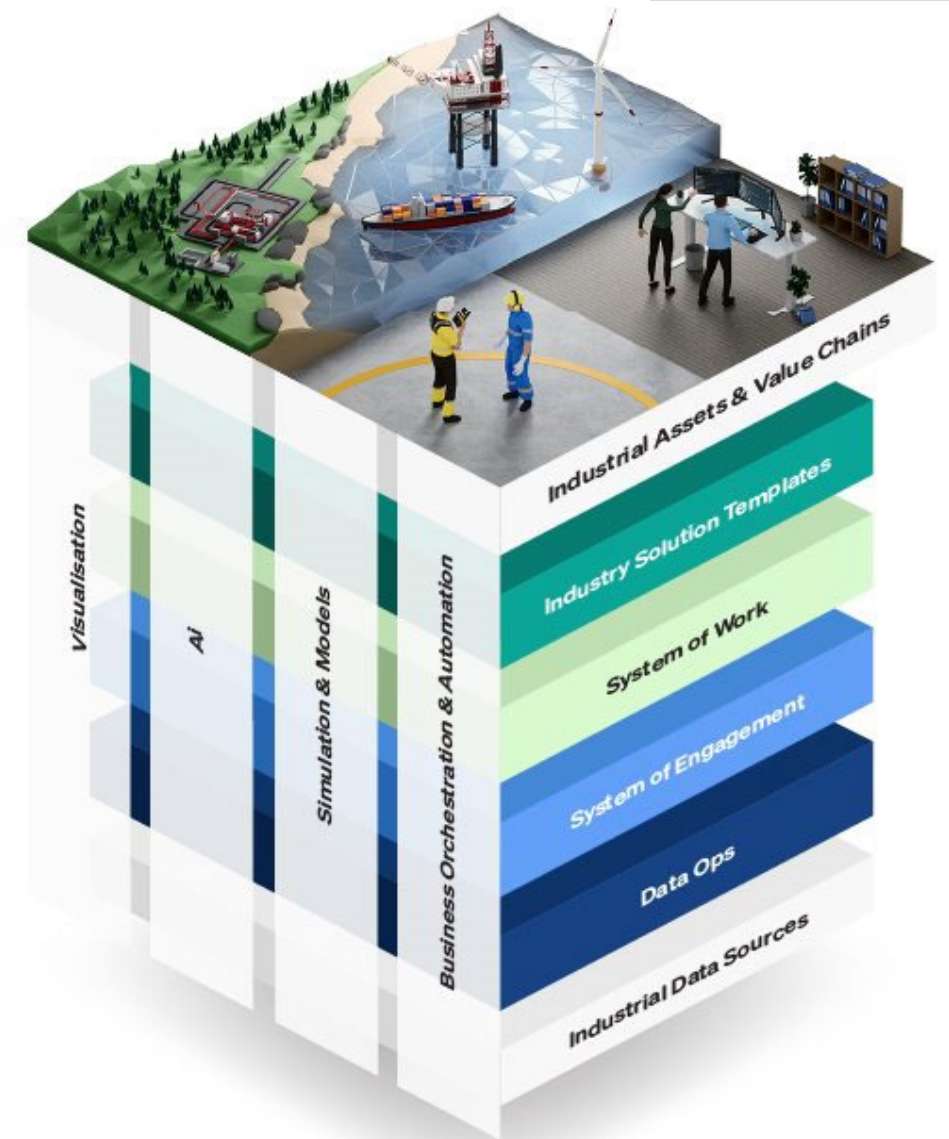 Industrial Assets & Value Chains
Industry Solution Templates
System of Work
System of Engagement
Data Ops
Industrial Data Sources
Visualisation
Ai
Simulation & Models
Business Orchestration & Automation